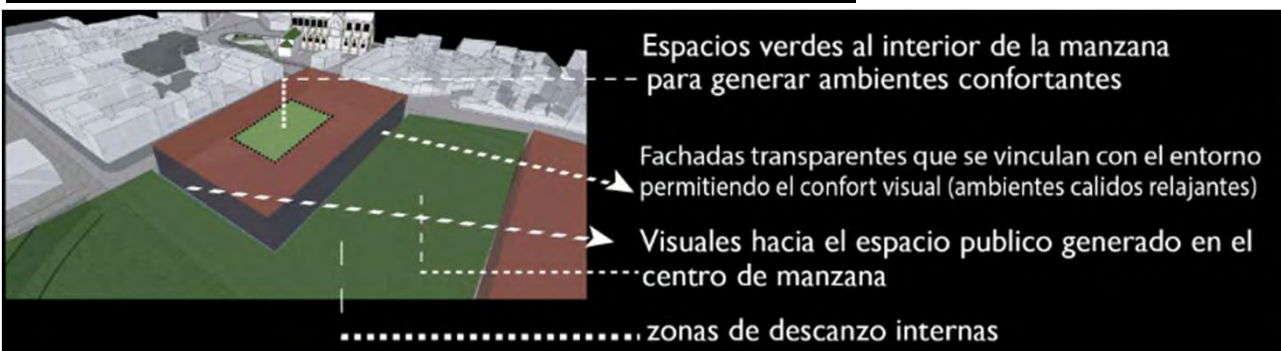 Espacios verdes al interior de la manzana
para generar ambientes confortantes
Fachadas transparentes que se vinculan con el entorno
permitiendo el confort visual (ambientes calidos relajantes)
Visuales hacia el espacio publico generado en el
centro de manzana
zonas de descanzo internas